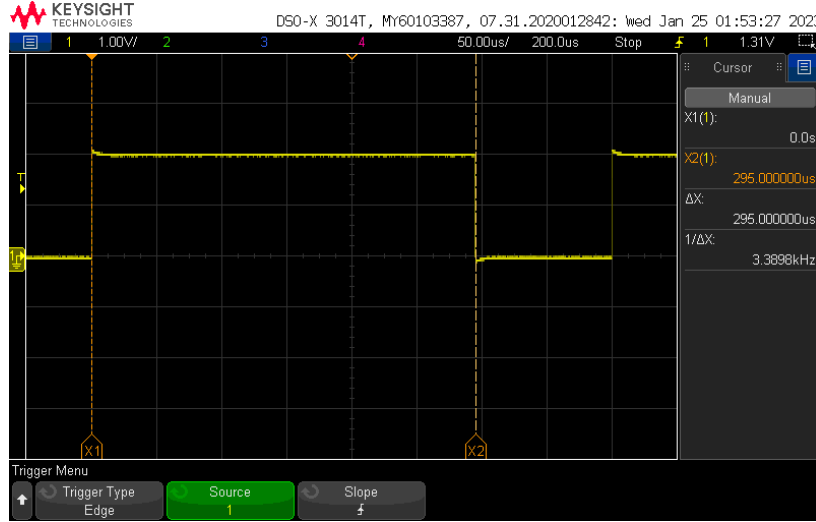 KEYSIGHT
TECHNOLOGIES
DSO-X 3014T, MY60103387, 07.31.2020012842: Wed Jan 25 01:53:27 2023
1 1.00V/ 2 3 4 50.00us/ 200.0us Stop 1 1.31V
Cursor
Manual
X1(1):
0.0s
X2(1):
295.000000us
ΔX:
295.000000us
1/ΔX:
3.3898kHz
T
1
X1 X2
Trigger Menu
Trigger Type
Edge
Source
1
Slope